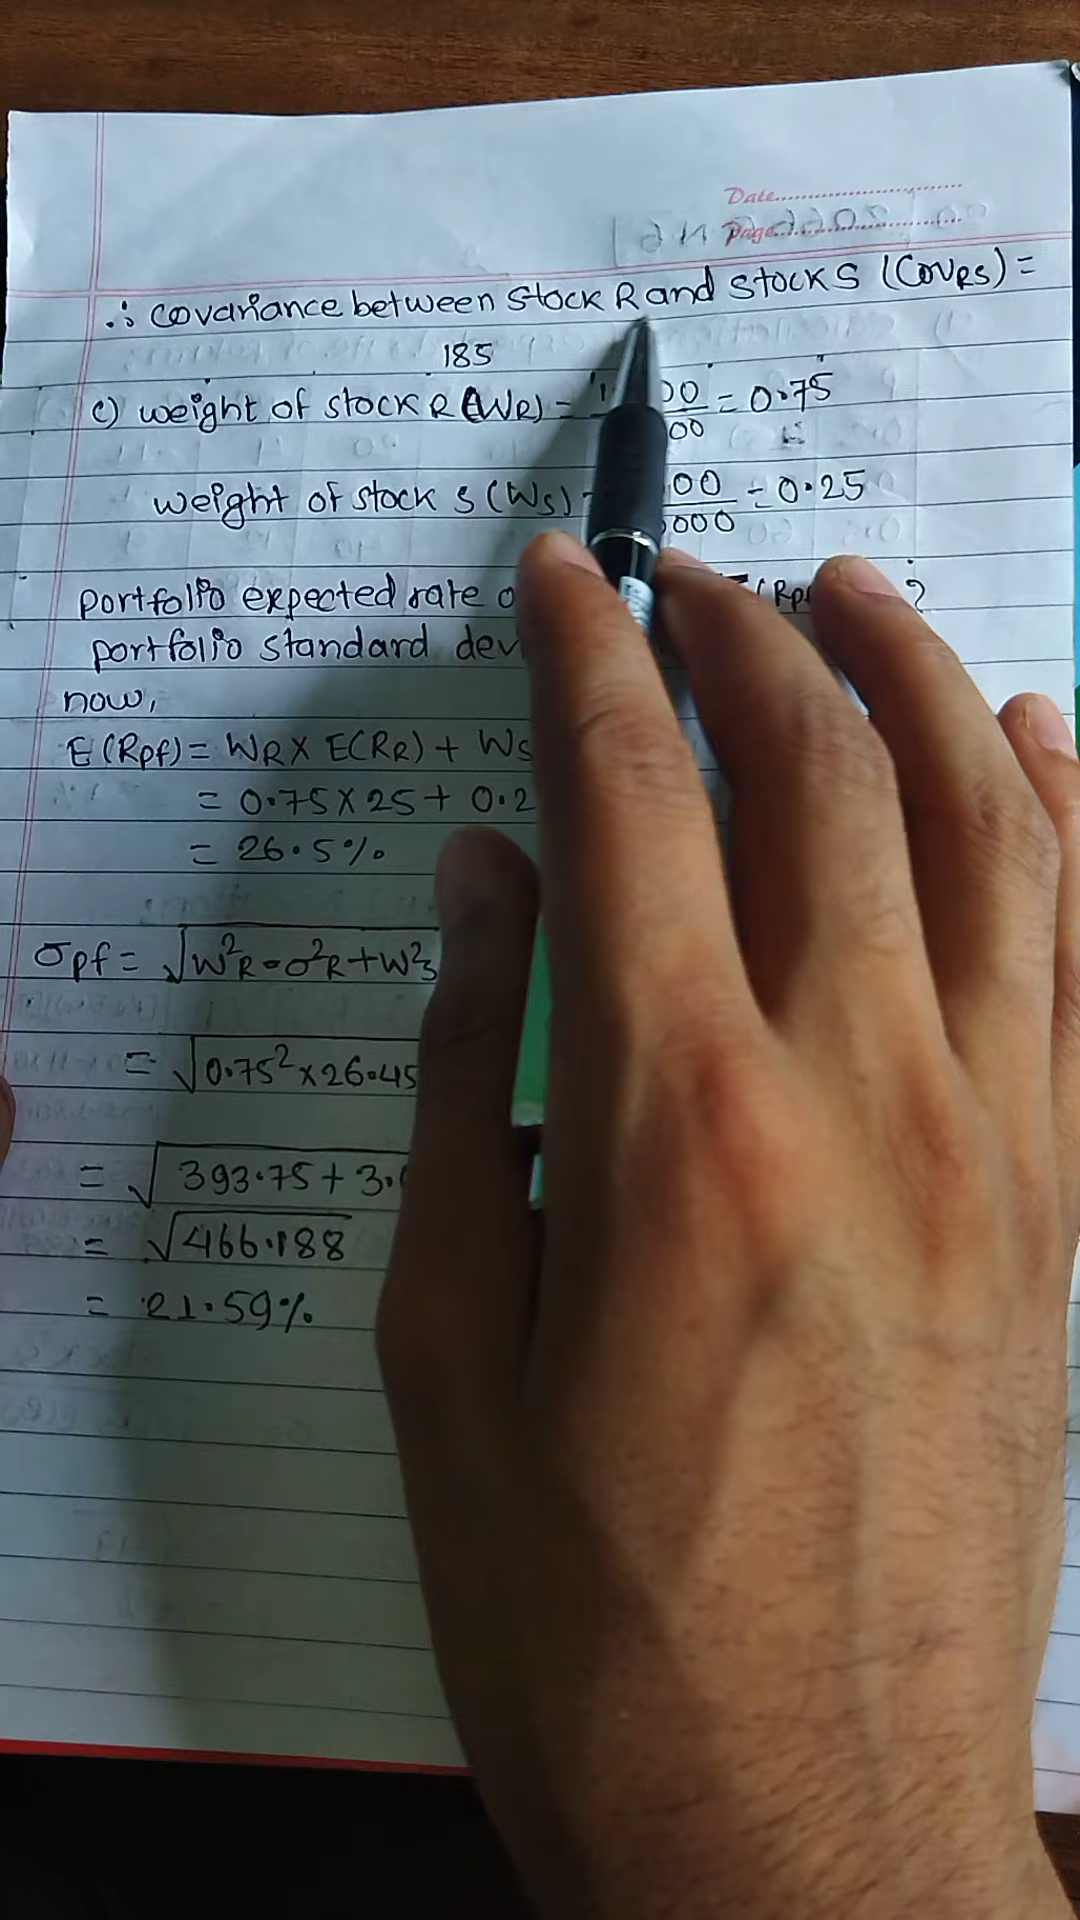 Date
Page
∴ covariance between stock R and stock S (CovRS) =
185
c) weight of stock R (WR) = 00 = 0.75
00
weight of stock S (Ws) 00 = 0.25
000
portfolio expected rate ?
portfolio standard dev
now,
E(Rpf) = WR X E(RR) + Ws
= 0.75 X 25 + 0.2
= 26.5%
σpf = √W²R - σ²R + W²s
= √0.75² x 26.45
= √393.75 + 3.
= √466.188
= 21.59%